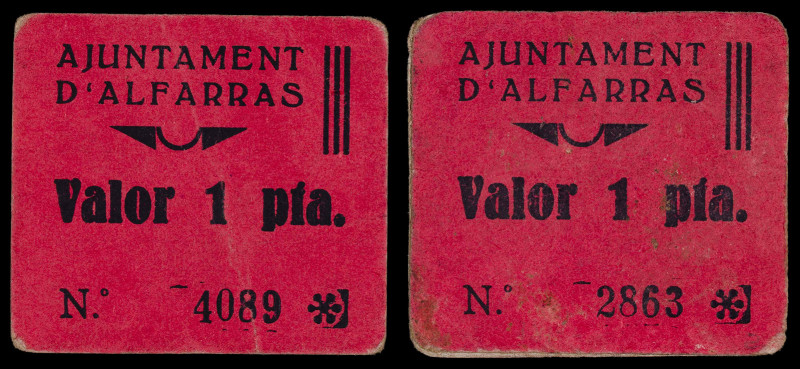 AJUNTAMENT
D'ALFARRAS
Valor 1 pta.
N.º 4089
AJUNTAMENT
D'ALFARRAS
Valor 1 pta.
N.º 2863